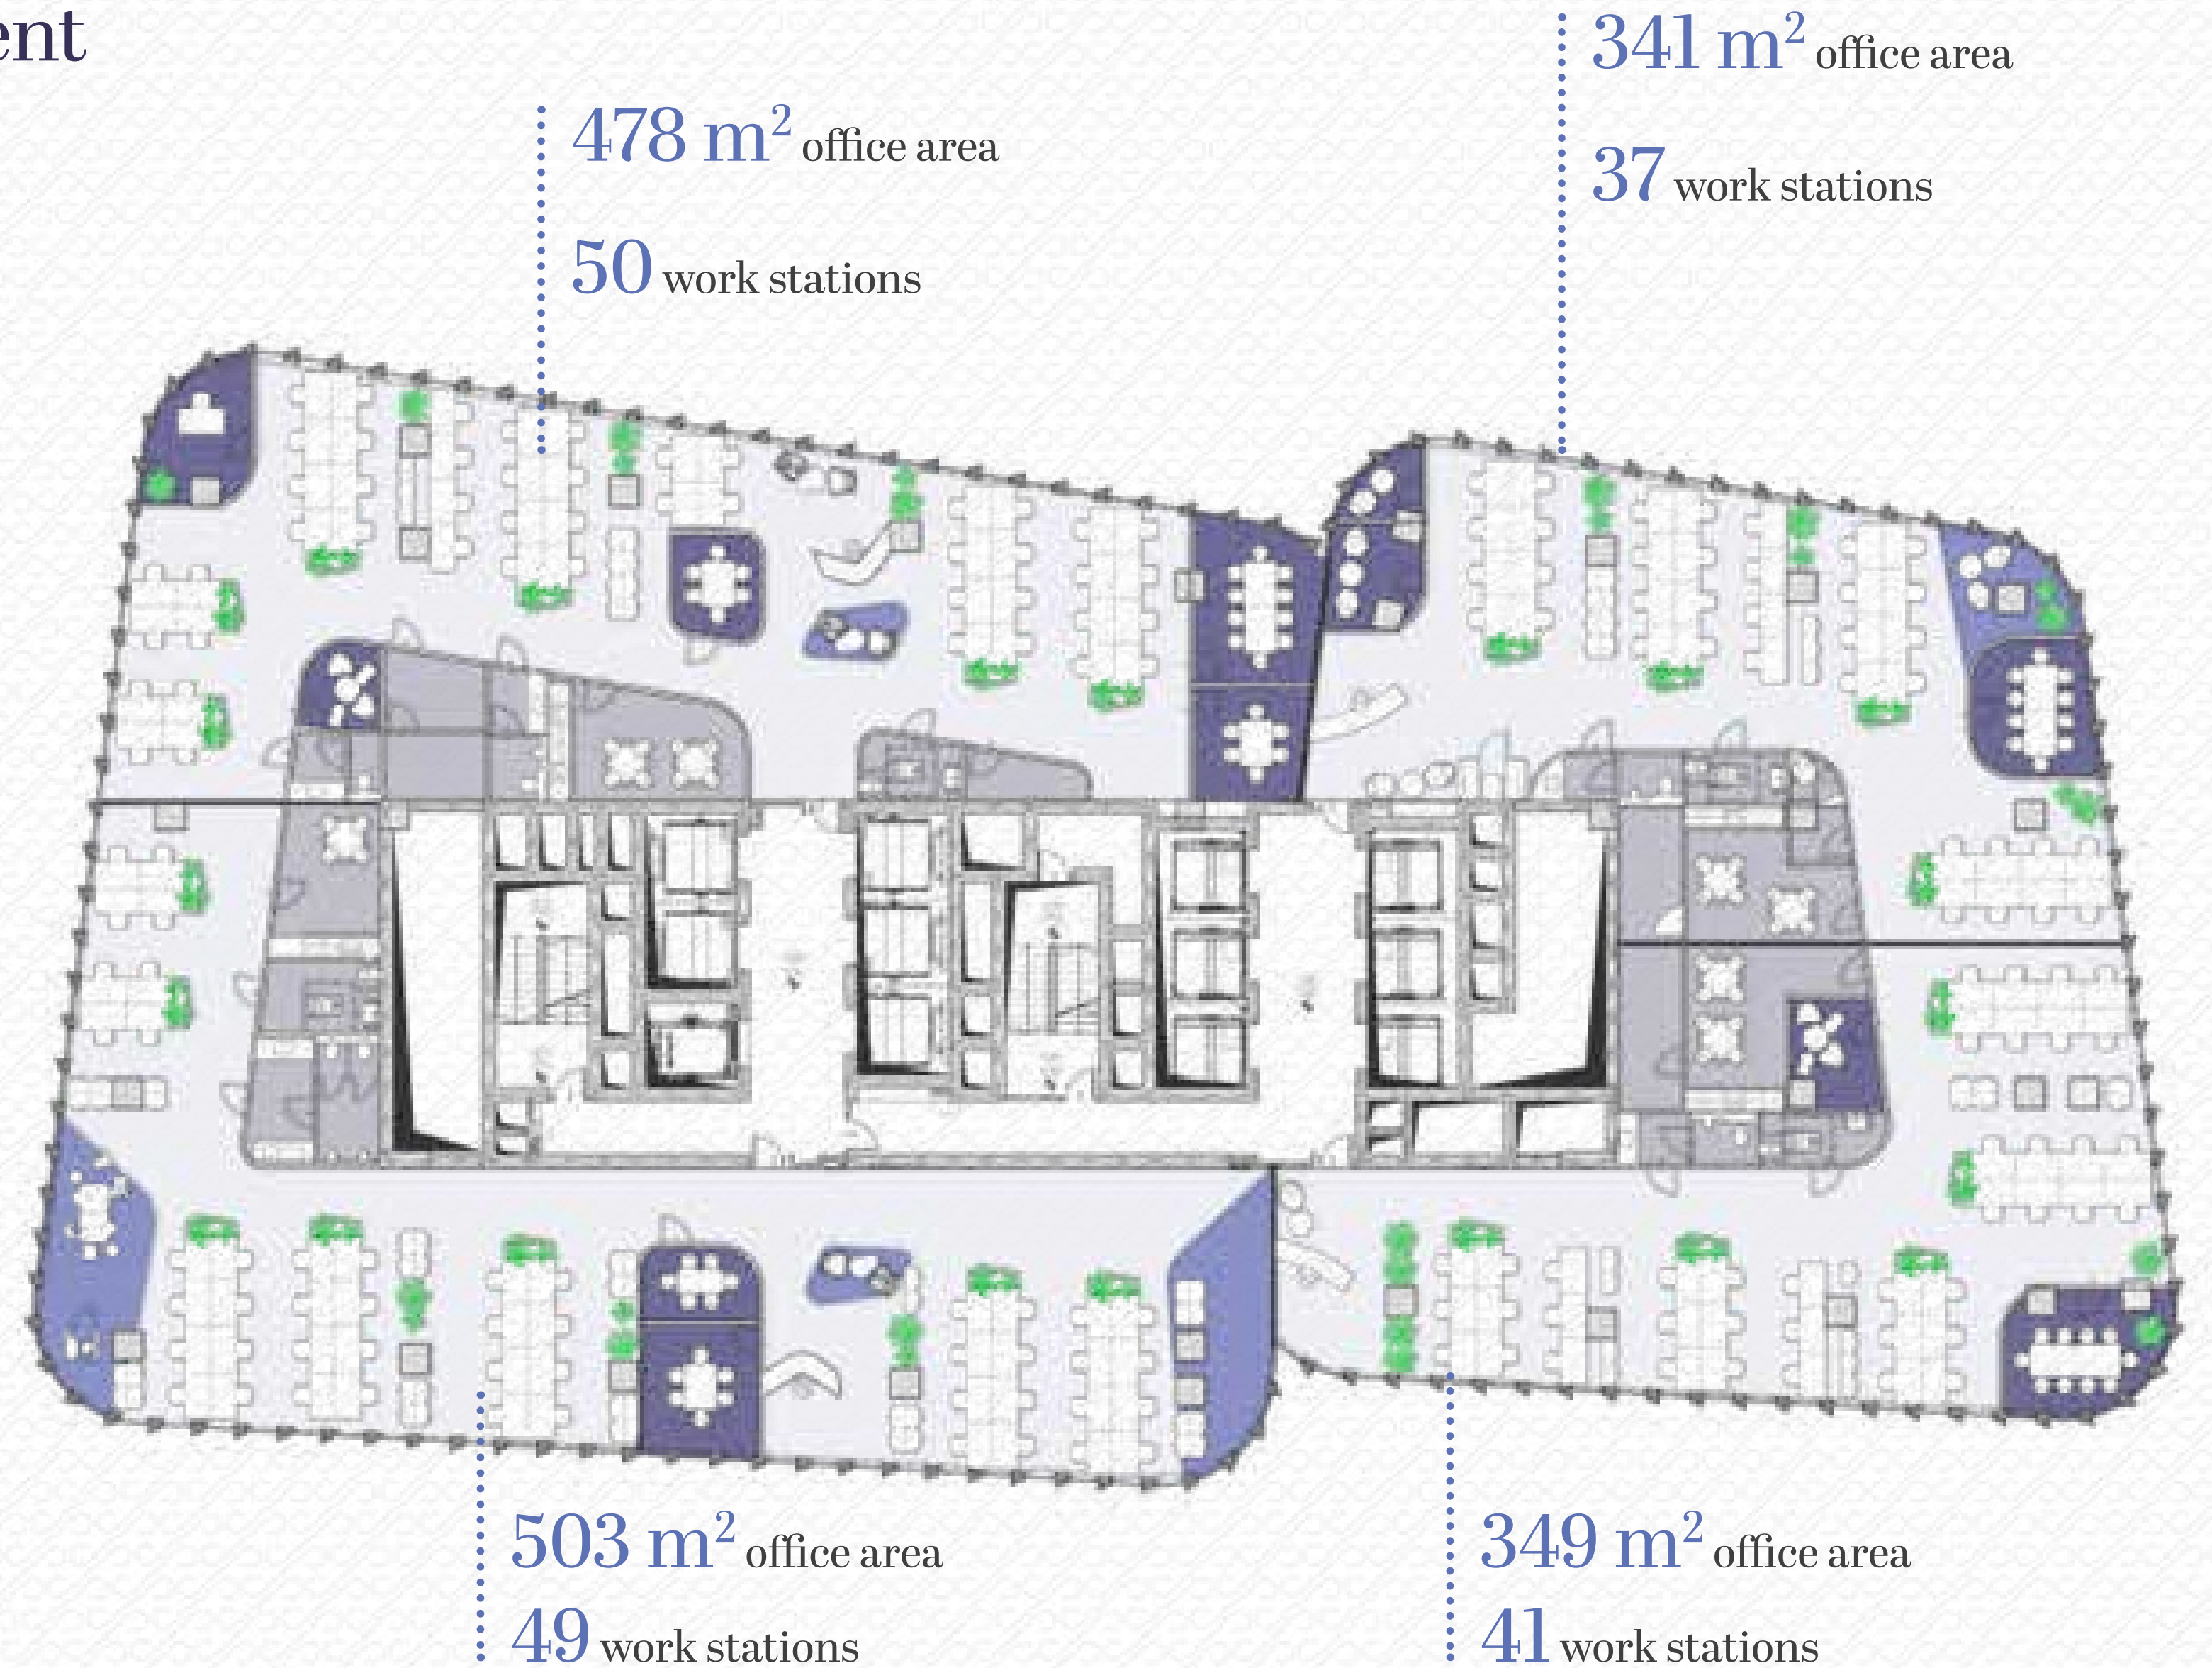 ent
341 m² office area
37 work stations
478 m² office area
50 work stations
503 m² office area
49 work stations
349 m² office area
41 work stations